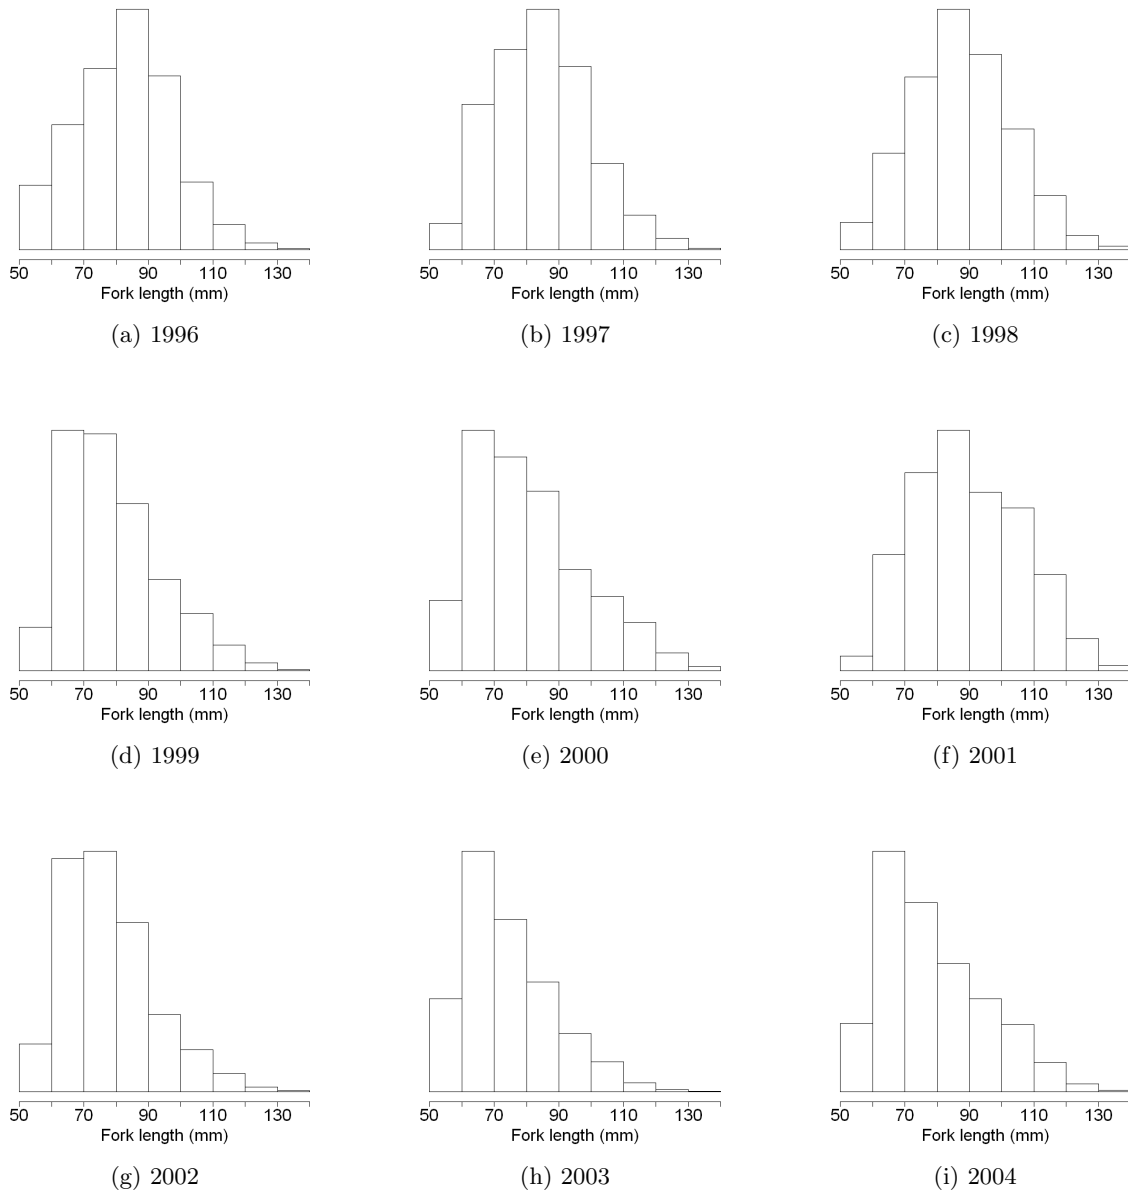 50 70 90 110 130 50 70 90 110 130 50 70 90 110 130
Fork length (mm) Fork length (mm) Fork length (mm)
(a) 1996 (b) 1997 (c) 1998
50 70 90 110 130 50 70 90 110 130 50 70 90 110 130
Fork length (mm) Fork length (mm) Fork length (mm)
(d) 1999 (e) 2000 (f) 2001
50 70 90 110 130 50 70 90 110 130 50 70 90 110 130
Fork length (mm) Fork length (mm) Fork length (mm)
(g) 2002 (h) 2003 (i) 2004